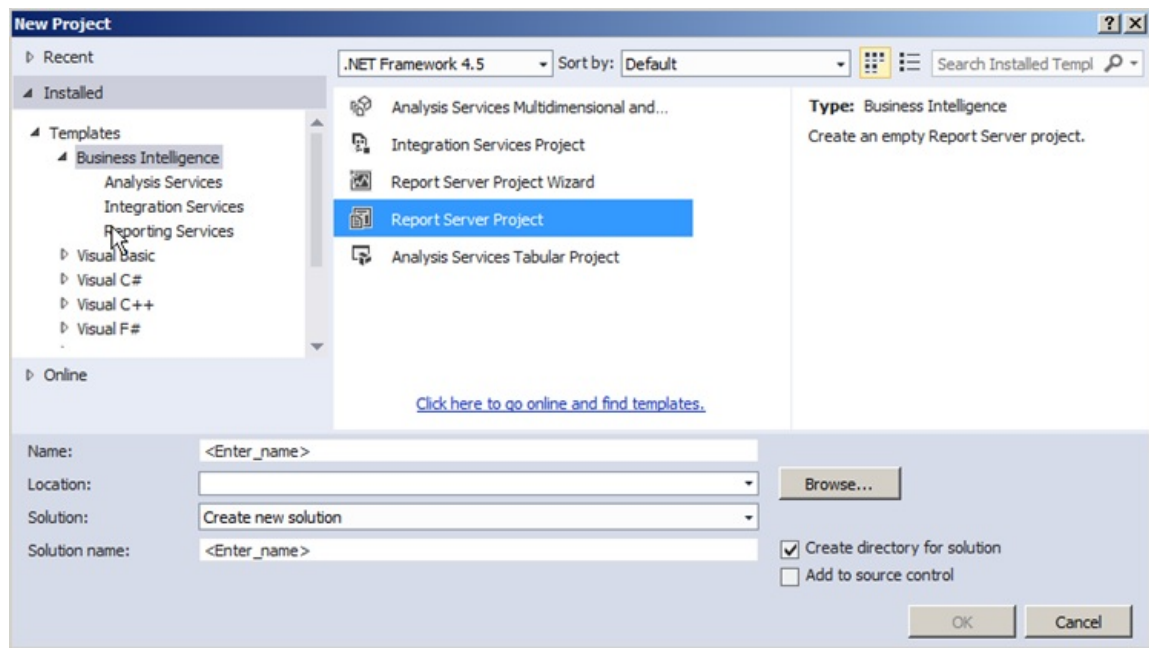 New Project
Recent
.NET Framework 4.5 Sort by: Default Search Installed Templ
Installed
Templates
Business Intelligence
Analysis Services
Integration Services
Reporting Services
Visual Basic
Visual C#
Visual C++
Visual F#
Online
Analysis Services Multidimensional and...
Integration Services Project
Report Server Project Wizard
Report Server Project
Analysis Services Tabular Project
Click here to go online and find templates.
Type: Business Intelligence
Create an empty Report Server project.
Name: <Enter_name>
Location: Browse...
Solution: Create new solution
Solution name: <Enter_name>
Create directory for solution
Add to source control
OK Cancel